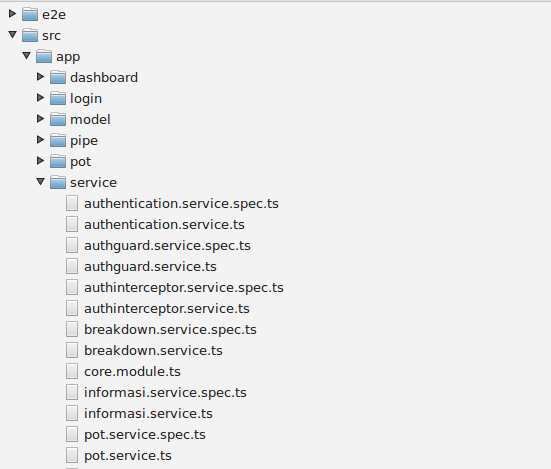 e2e
src
app
dashboard
login
model
pipe
pot
service
authentication.service.spec.ts
authentication.service.ts
authguard.service.spec.ts
authguard.service.ts
authinterceptor.service.spec.ts
authinterceptor.service.ts
breakdown.service.spec.ts
breakdown.service.ts
core.module.ts
informasi.service.spec.ts
informasi.service.ts
pot.service.spec.ts
pot.service.ts